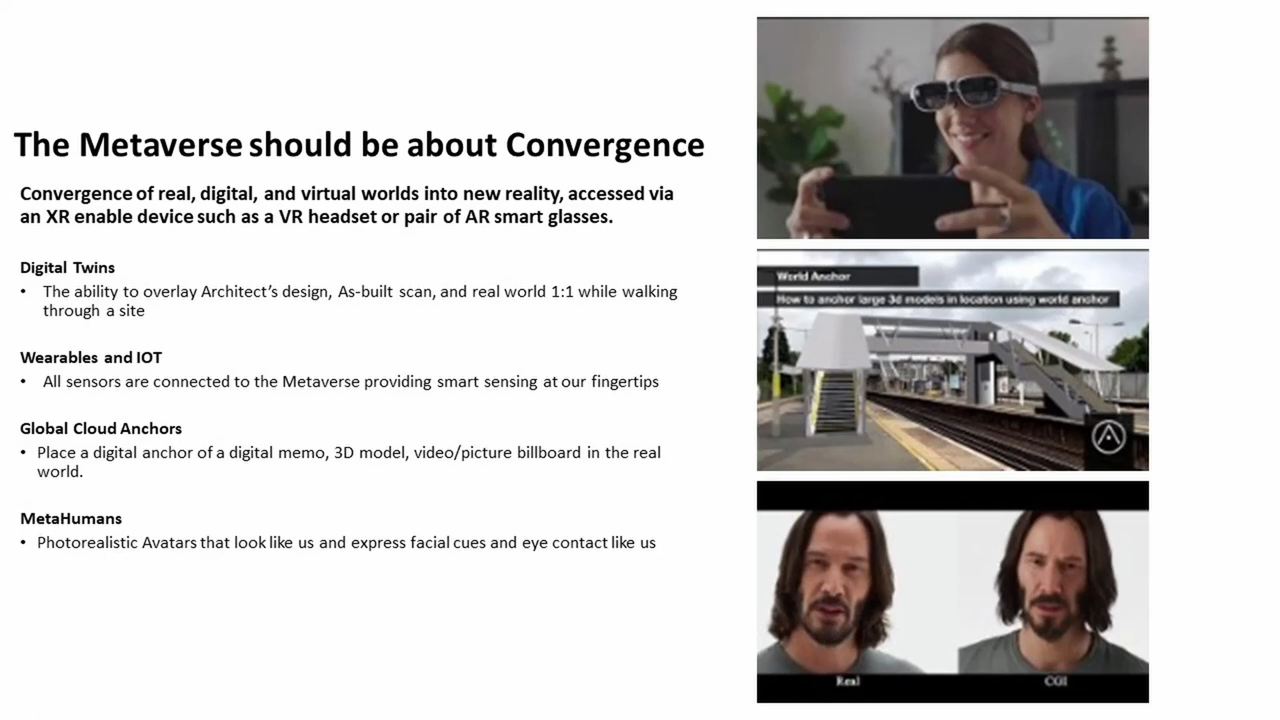 The Metaverse should be about Convergence
Convergence of real, digital, and virtual worlds into new reality, accessed via
an XR enable device such as a VR headset or pair of AR smart glasses.
Digital Twins
• The ability to overlay Architect's design, As-built scan, and real world 1:1 while walking
through a site
Wearables and IOT
• All sensors are connected to the Metaverse providing smart sensing at our fingertips
Global Cloud Anchors
• Place a digital anchor of a digital memo, 3D model, video/picture billboard in the real
world.
MetaHumans
• Photorealistic Avatars that look like us and express facial cues and eye contact like us
World Anchor
How to anchor large 3d models in location using world anchor
Real
CGI